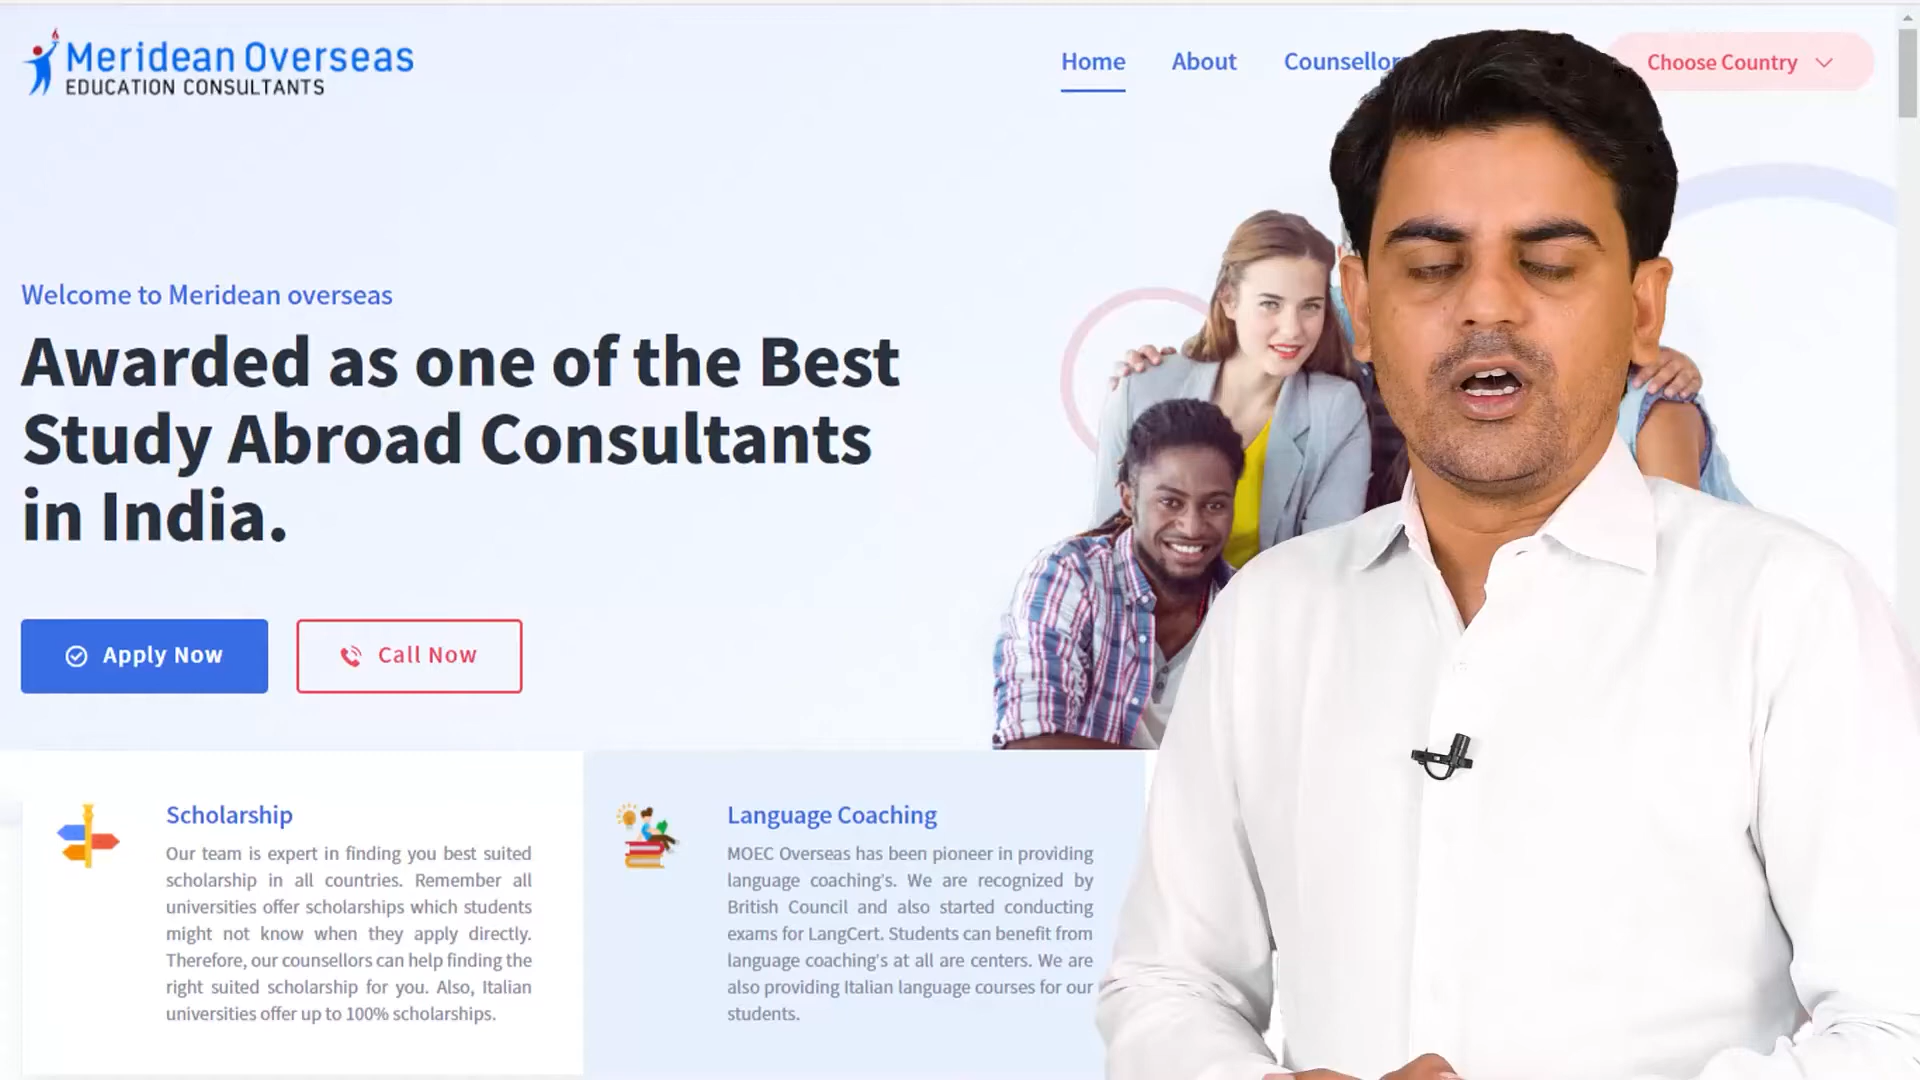 Meridean Overseas
EDUCATION CONSULTANTS
Home
About
Counsellor
Choose Country
Welcome to Meridean overseas
Awarded as one of the Best
Study Abroad Consultants
in India.
Apply Now
Call Now
Scholarship
Our team is expert in finding you best suited
scholarship in all countries. Remember all
universities offer scholarships which students
might not know when they apply directly.
Therefore, our counsellors can help finding the
right suited scholarship for you. Also, Italian
universities offer up to 100% scholarships.
Language Coaching
MOEC Overseas has been pioneer in providing
language coaching's. We are recognized by
British Council and also started conducting
exams for LangCert. Students can benefit from
language coaching's at all are centers. We are
also providing Italian language courses for our
students.